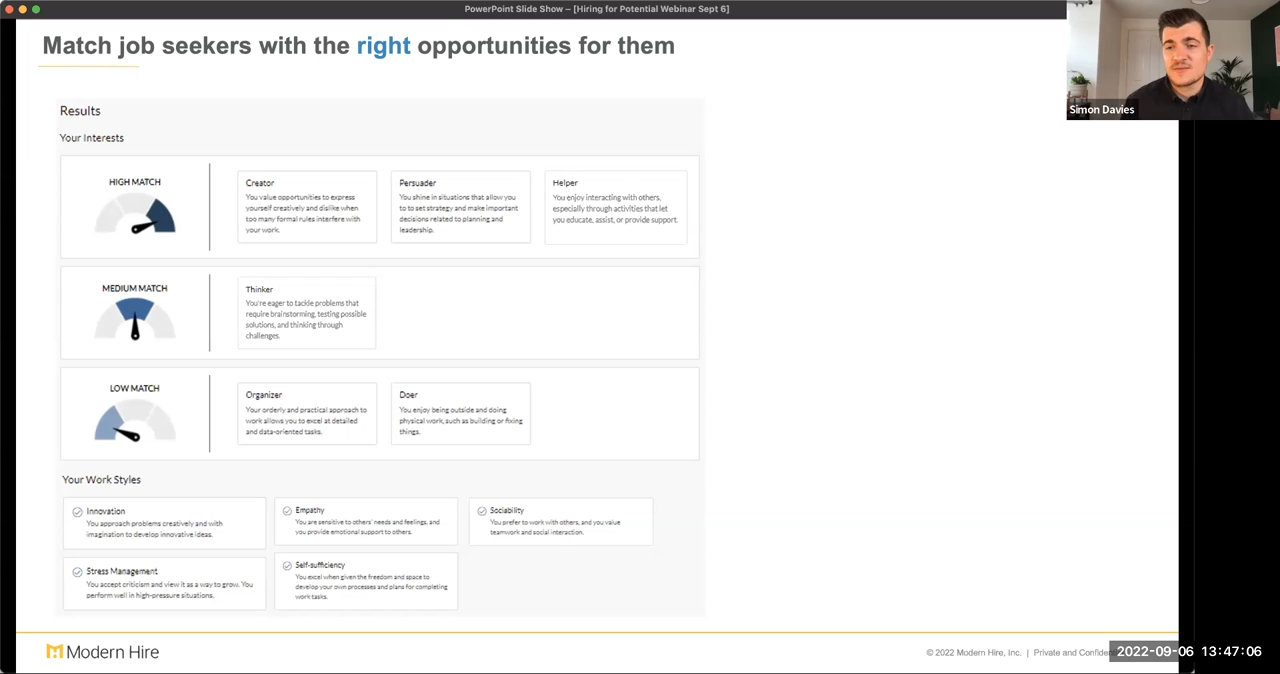 PowerPoint Slide Show – [Hiring for Potential Webinar Sept 6]
Match job seekers with the right opportunities for them
Simon Davies
Results
Your Interests
HIGH MATCH
Creator
You value opportunities to express
yourself creatively and dislike when
too many formal rules interfere with
your work.
Persuader
You shine in situations that allow you
to to set strategy and make important
decisions related to planning and
leadership.
Helper
You enjoy interacting with others,
especially through activities that let
you educate, assist, or provide support.
MEDIUM MATCH
Thinker
You're eager to tackle problems that
require brainstorming, testing possible
solutions, and thinking through
challenges.
LOW MATCH
Organizer
Your orderly and practical approach to
work allows you to excel at detailed
and data-oriented tasks.
Doer
You enjoy being outside and doing
physical work, such as building or fixing
things.
Your Work Styles
Innovation
You approach problems creatively and with
imagination to develop innovative ideas.
Empathy
You are sensitive to others' needs and feelings, and
you provide emotional support to others.
Sociability
You prefer to work with others, and you value
teamwork and social interaction.
Stress Management
You accept criticism and view it as a way to grow. You
perform well in high-pressure situations.
Self-sufficiency
You excel when given the freedom and space to
develop your own processes and plans for completing
work tasks.
Modern Hire
© 2022 Modern Hire, Inc. | Private and
2022-09-06 13:47:06